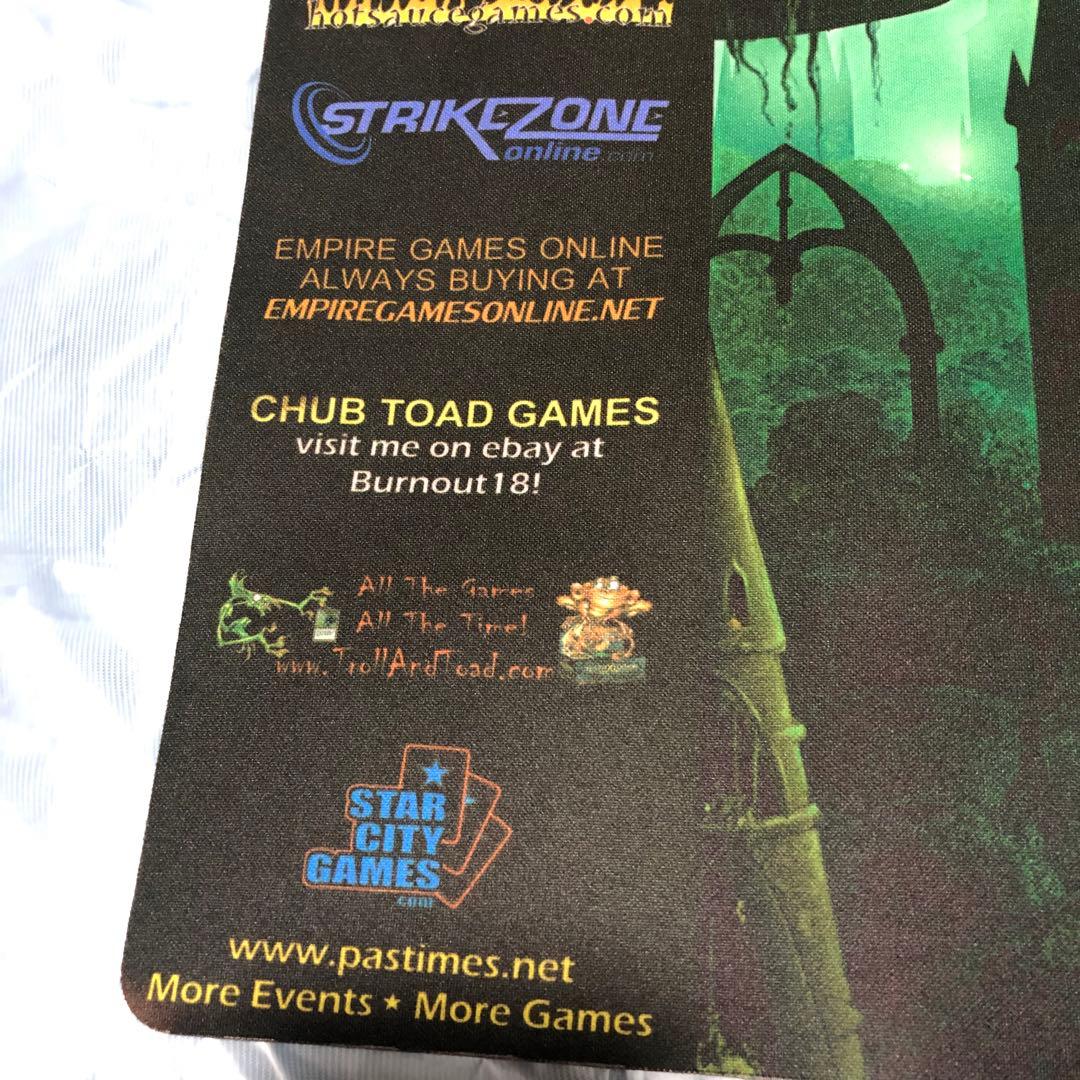 hotsaucegames.com
STRIKEZONE
online.com
EMPIRE GAMES ONLINE
ALWAYS BUYING AT
EMPIREGAMESONLINE.NET
CHUB TOAD GAMES
visit me on ebay at
Burnout18!
All The Games
All The Time!
www.TrollAndToad.com
STAR
CITY
GAMES
.com
www.pastimes.net
More Events ★ More Games